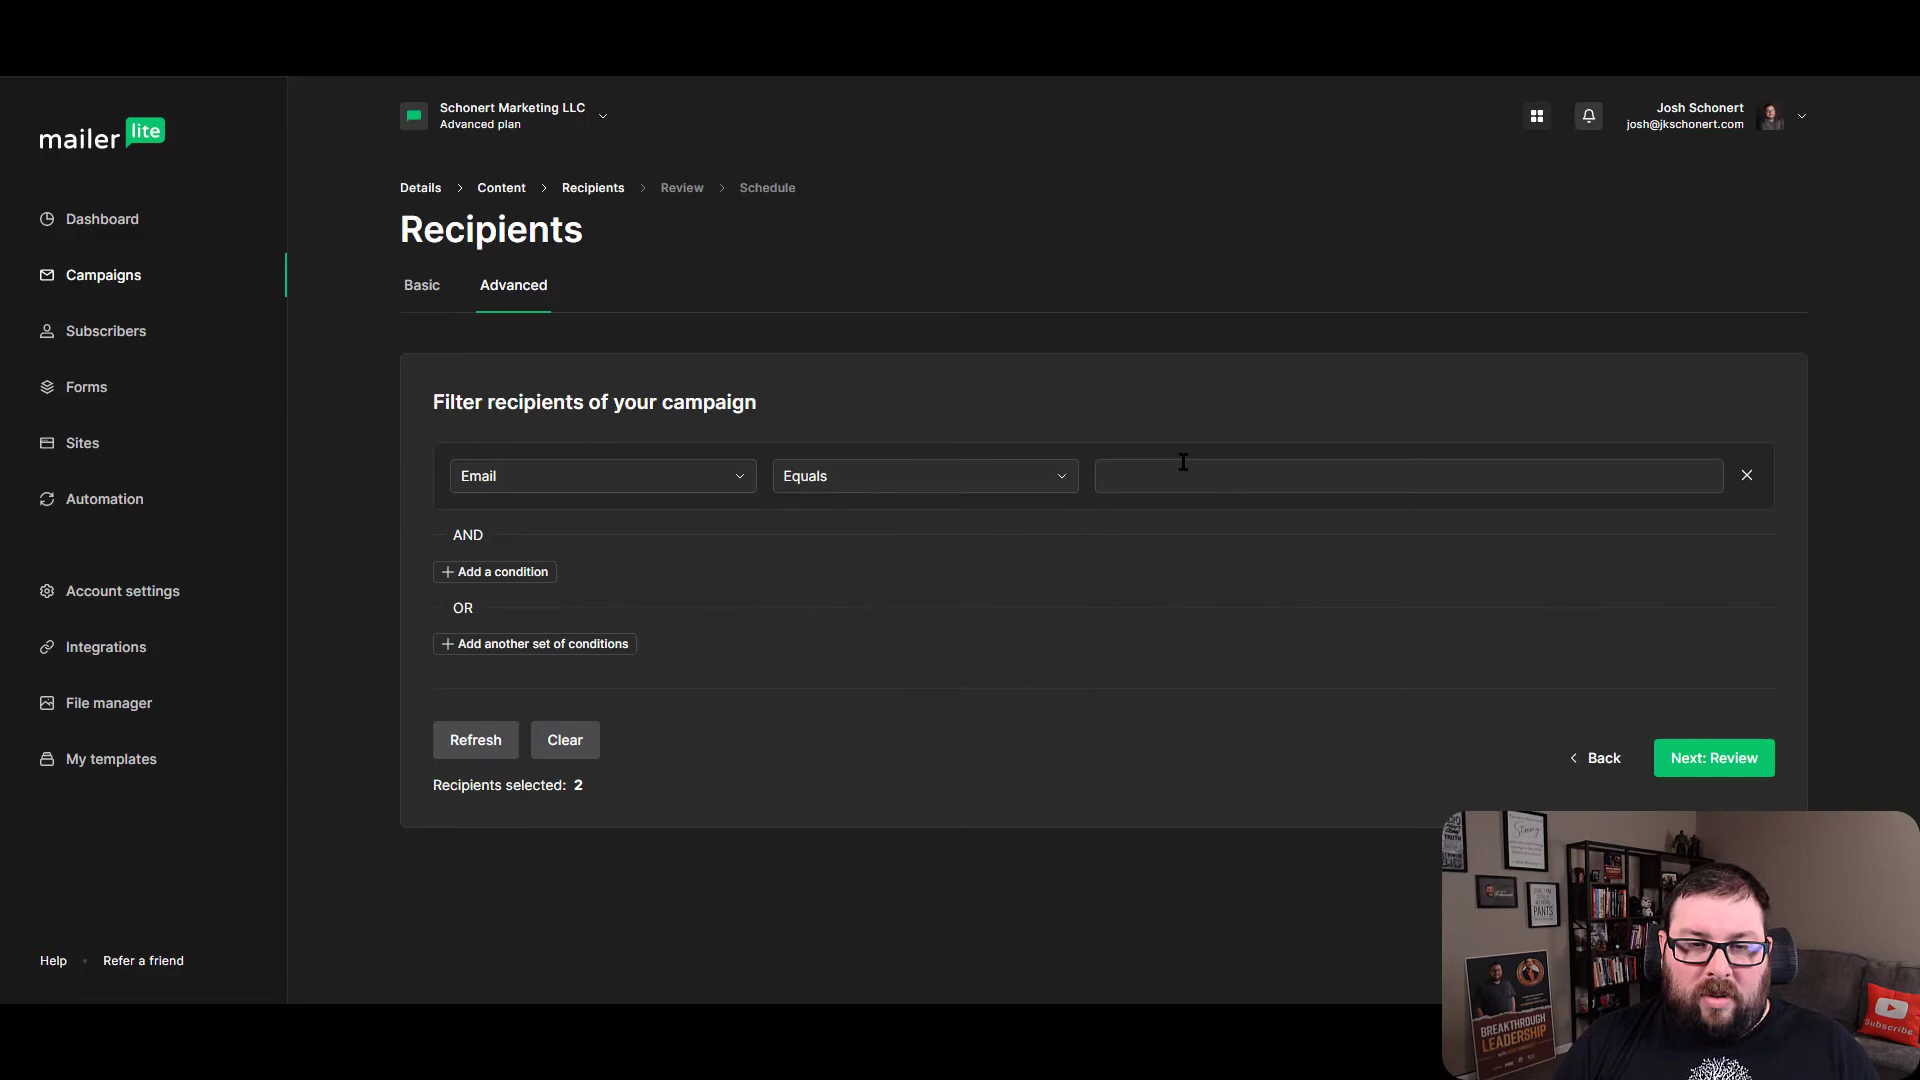 mailer lite
Schonert Marketing LLC
Advanced plan
Josh Schonert
josh@jkschonert.com
Dashboard
Campaigns
Subscribers
Forms
Sites
Automation
Account settings
Integrations
File manager
My templates
Help
Refer a friend
Details > Content > Recipients > Review > Schedule
Recipients
Basic
Advanced
Filter recipients of your campaign
Email
Equals
AND
+ Add a condition
OR
+ Add another set of conditions
Refresh
Clear
Recipients selected: 2
< Back
Next: Review
Strong
TRUTH
PANTS
BREAKTHROUGH
LEADERSHIP
Subscribe